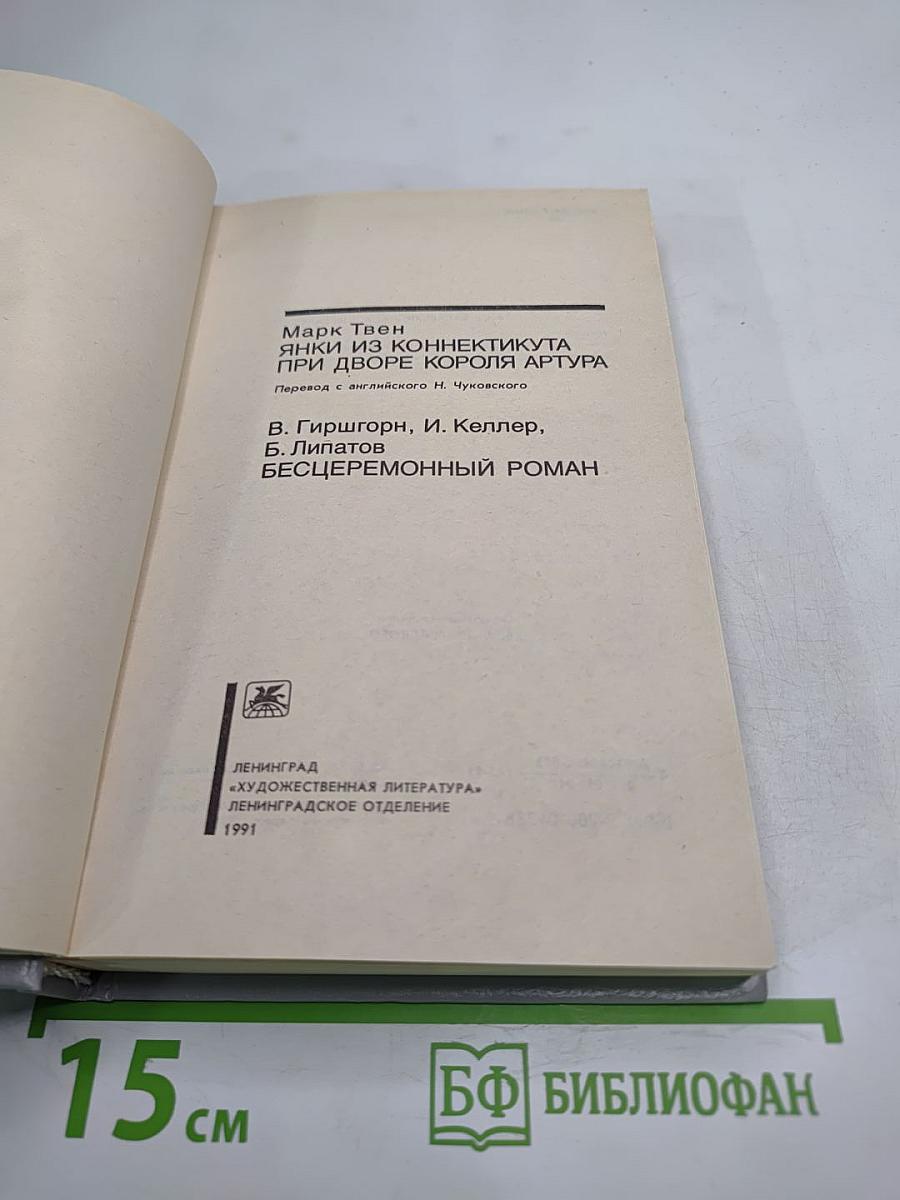 Марк Твен
ЯНКИ ИЗ КОННЕКТИКУТА
ПРИ ДВОРЕ КОРОЛЯ АРТУРА
Перевод с английского Н. Чуковского
В. Гиршгорн, И. Келлер,
Б. Липатов
БЕСЦЕРЕМОННЫЙ РОМАН
ЛЕНИНГРАД
«ХУДОЖЕСТВЕННАЯ ЛИТЕРАТУРА»
ЛЕНИНГРАДСКОЕ ОТДЕЛЕНИЕ
1991
15 см
БФ БИБЛИОФАН